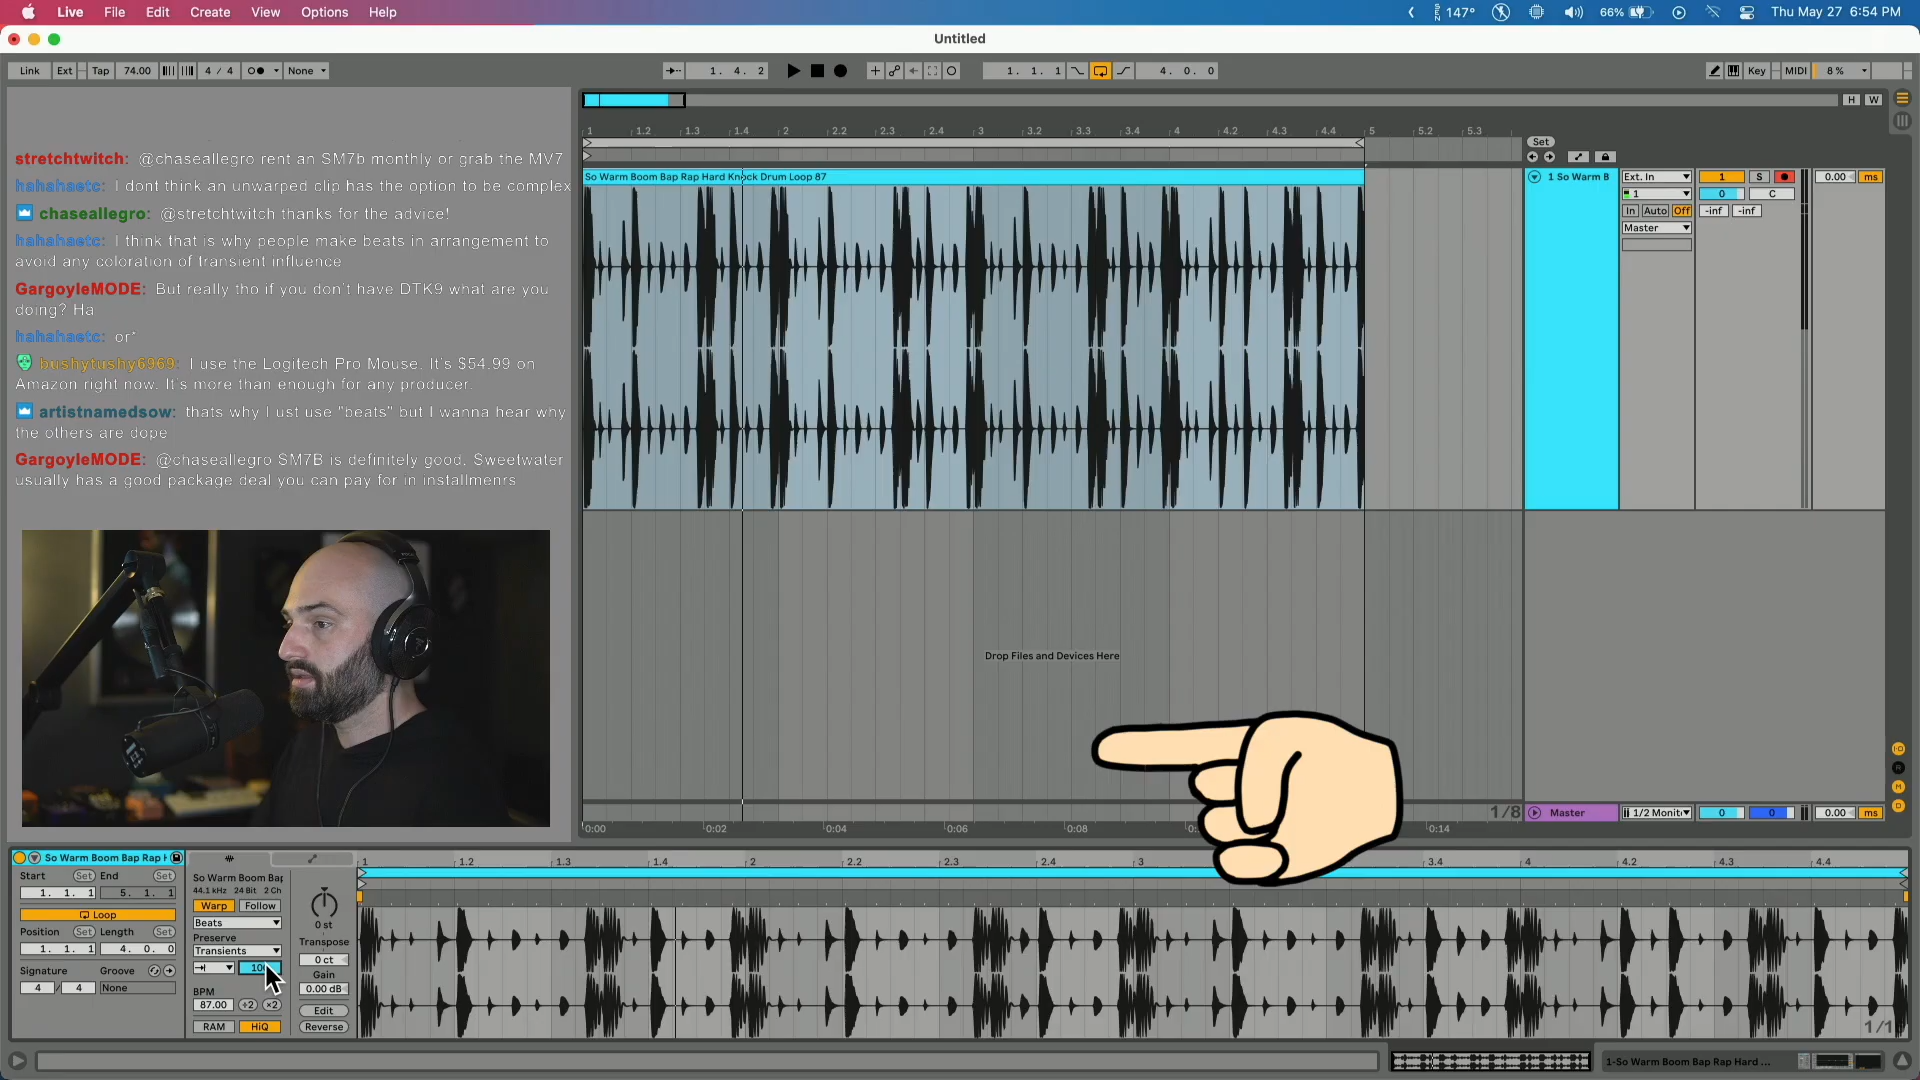 Live File Edit Create View Options Help
147° 66% Thu May 27 6:54 PM
Untitled
Link Ext Tap 74.00 4 / 4 None 1. 4. 2 1. 1. 1 4. 0. 0 Key MIDI 8 %
H W
1 1.2 1.3 1.4 2 2.2 2.3 2.4 3 3.2 3.3 3.4 4 4.2 4.3 4.4 5 5.2 5.3
Set
stretchtwitch: @chaseallegro rent an SM7b monthly or grab the MV7
hahahaetc: I dont think an unwarped clip has the option to be complex
chaseallegro: @stretchtwitch thanks for the advice!
hahahaetc: I think that is why people make beats in arrangement to
avoid any coloration of transient influence
GargoyleMODE: But really tho if you don't have DTK9 what are you
doing? Ha
hahahaetc: or*
bushytushy6969: I use the Logitech Pro Mouse. It's $54.99 on
Amazon right now. It's more than enough for any producer.
artistnamedsow: thats why I ust use "beats" but I wanna hear why
the others are dope
GargoyleMODE: @chaseallegro SM7B is definitely good. Sweetwater
usually has a good package deal you can pay for in installmenrs
So Warm Boom Bap Rap Hard Knock Drum Loop 87
1 So Warm B Ext. In 1 S 0.00 ms
1 0 C
In Auto Off -inf -inf
Master
Drop Files and Devices Here
1/8 Master 1/2 Monit 0 0 0.00 ms
0:00 0:02 0:04 0:06 0:08 0:14
So Warm Boom Bap Rap H
Start Set End Set
1. 1. 1 5. 1. 1
Loop
Position Set Length Set
1. 1. 1 4. 0. 0
Signature Groove
4 / 4 None
So Warm Boom Bap
44.1 kHz 24 Bit 2 Ch
Warp Follow
Beats
Preserve
Transients
BPM
87.00 ÷2 ×2
RAM HiQ
0 st
Transpose
0 ct
Gain
0.00 dB
Edit
Reverse
1 1.2 1.3 1.4 2 2.2 2.3 2.4 3 3.4 4 4.2 4.3 4.4
1-So Warm Boom Bap Rap Hard ...